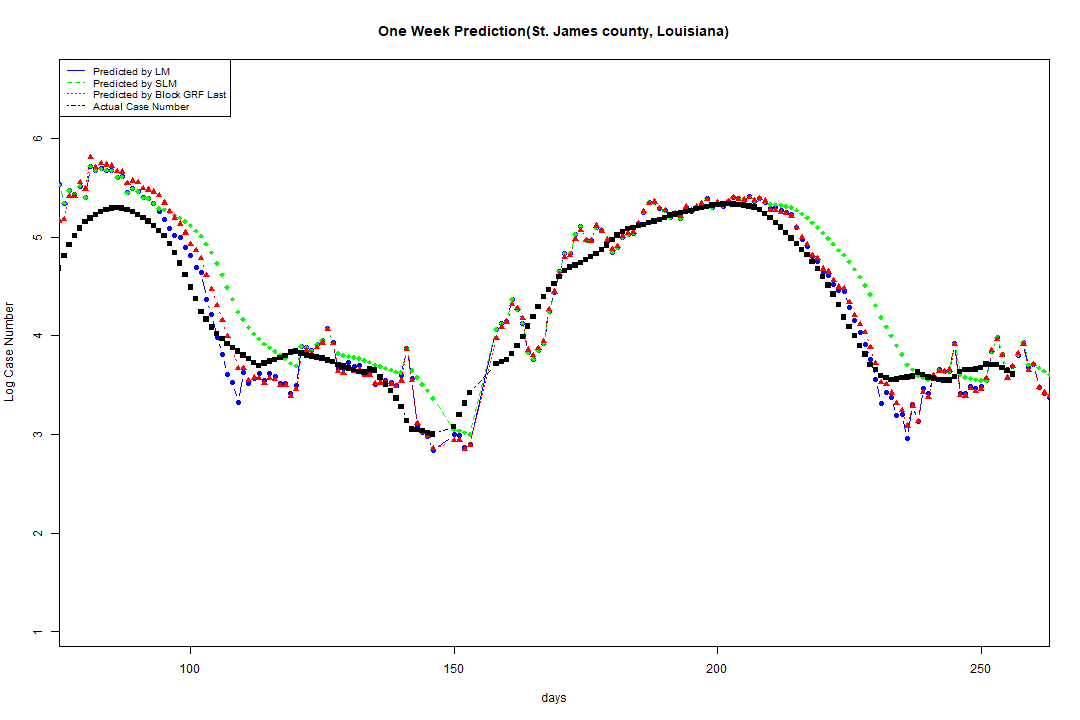 One Week Prediction(St. James county, Louisiana)
Predicted by LM
Predicted by SLM
Predicted by Block GRF Last
Actual Case Number
6
5
4
3
2
1
Log Case Number
100 150 200 250
days